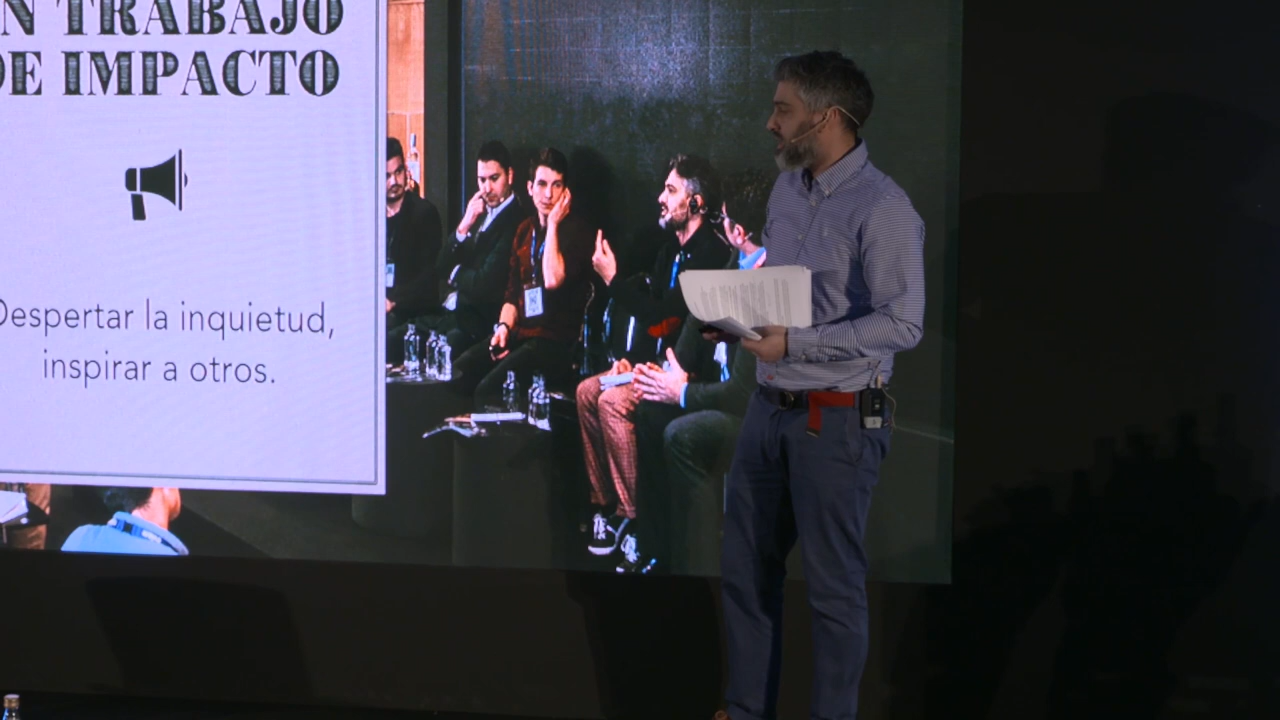 N TRABAJO
DE IMPACTO
Despertar la inquietud,
inspirar a otros.